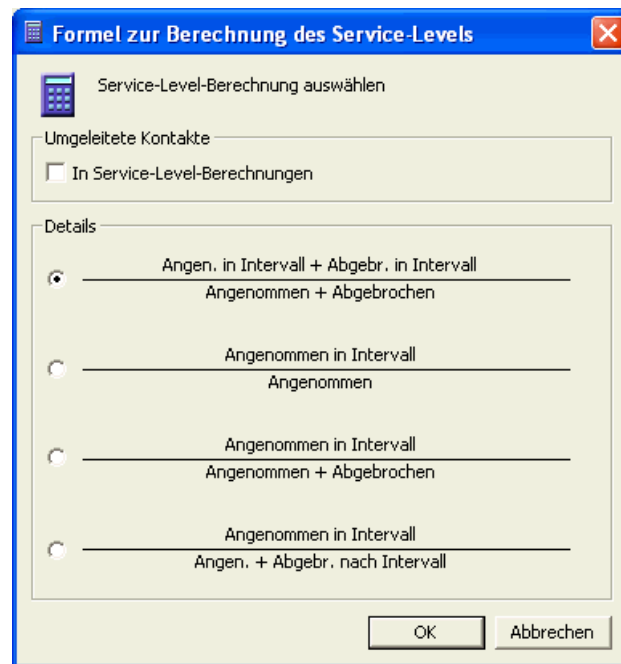 Formel zur Berechnung des Service-Levels
Service-Level-Berechnung auswählen
Umgeleitete Kontakte
In Service-Level-Berechnungen
Details
Angen. in Intervall + Abgebr. in Intervall
Angenommen + Abgebrochen
Angenommen in Intervall
Angenommen
Angenommen in Intervall
Angenommen + Abgebrochen
Angenommen in Intervall
Angen. + Abgebr. nach Intervall
OK Abbrechen